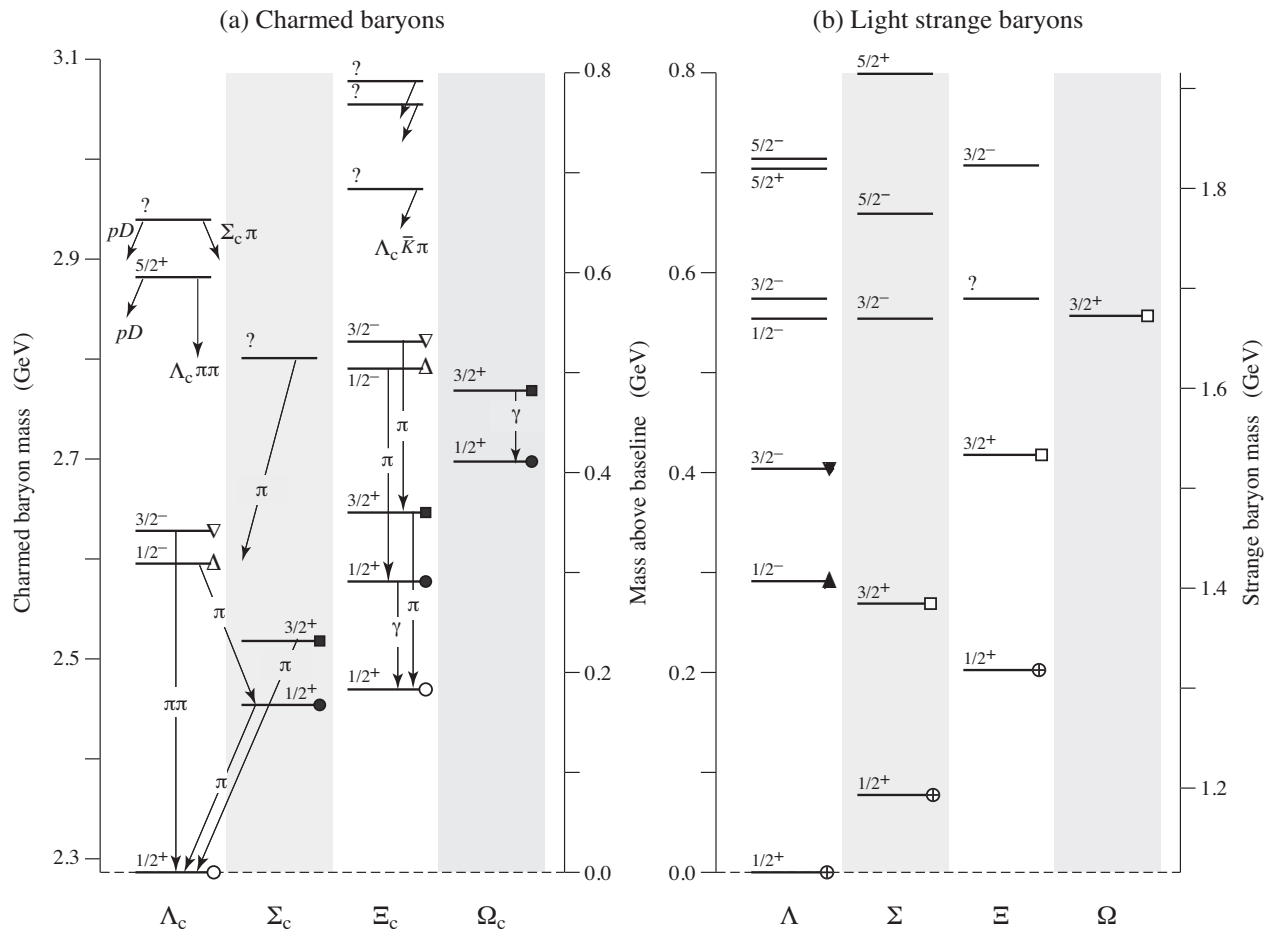 (a) Charmed baryons
(b) Light strange baryons
Charmed baryon mass (GeV)
3.1
2.9
2.7
2.5
2.3
?
pD
Σc π
5/2+
pD
Λc ππ
3/2−
1/2−
ππ
π
1/2+
?
π
3/2+
π
1/2+
π
?
?
?
Λc K̅ π
3/2−
1/2−
π
π
3/2+
1/2+
γ
π
1/2+
3/2+
γ
1/2+
0.8
0.6
0.4
0.2
0.0
Λc
Σc
Ξc
Ωc
Mass above baseline (GeV)
0.8
0.6
0.4
0.2
0.0
5/2−
5/2+
3/2−
1/2−
3/2−
1/2−
1/2+
5/2+
5/2−
3/2−
3/2+
1/2+
3/2−
?
3/2+
1/2+
3/2+
1.8
1.6
1.4
1.2
Strange baryon mass (GeV)
Λ
Σ
Ξ
Ω